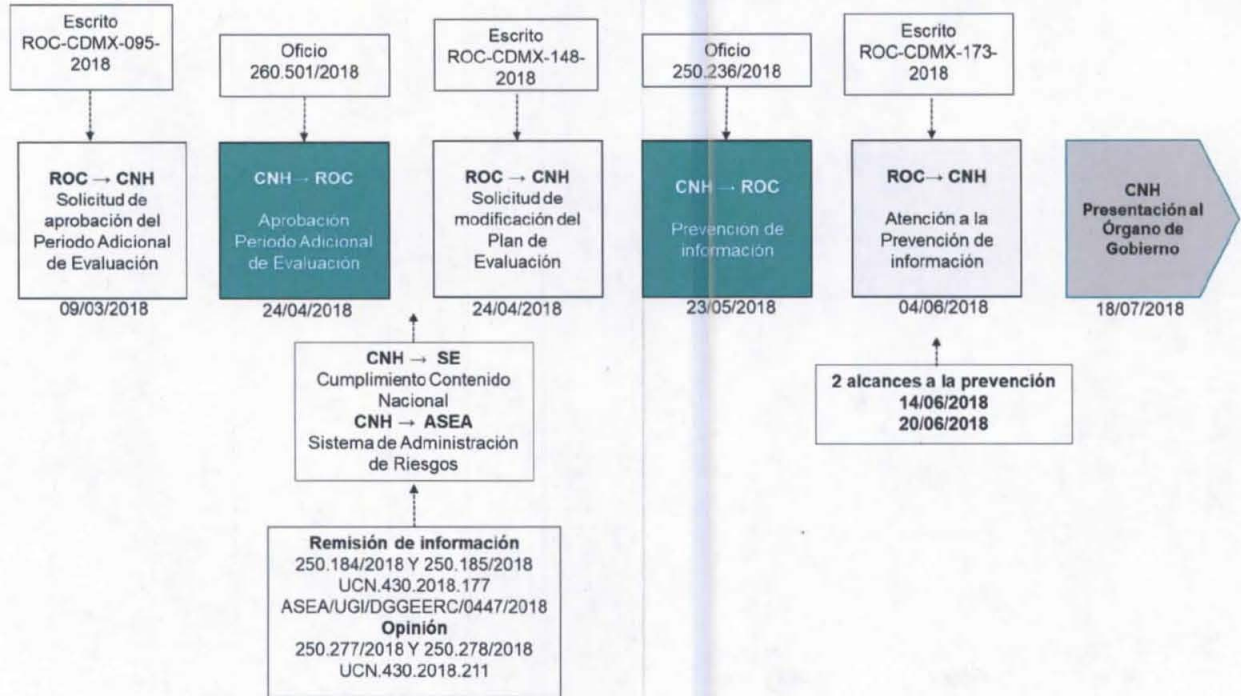 Escrito
ROC-CDMX-095-
2018
Oficio
260.501/2018
Escrito
ROC-CDMX-148-
2018
Oficio
250.236/2018
Escrito
ROC-CDMX-173-
2018
ROC → CNH
Solicitud de
aprobación del
Periodo Adicional
de Evaluación
09/03/2018
CNH → ROC
Aprobación
Periodo Adicional
de Evaluación
24/04/2018
ROC → CNH
Solicitud de
modificación del
Plan de
Evaluación
24/04/2018
CNH → ROC
Prevención de
información
23/05/2018
ROC → CNH
Atención a la
Prevención de
información
04/06/2018
CNH
Presentación al
Órgano de
Gobierno
18/07/2018
CNH → SE
Cumplimiento Contenido
Nacional
CNH → ASEA
Sistema de Administración
de Riesgos
2 alcances a la prevención
14/06/2018
20/06/2018
Remisión de información
250.184/2018 Y 250.185/2018
UCN.430.2018.177
ASEA/UGI/DGGEERC/0447/2018
Opinión
250.277/2018 Y 250.278/2018
UCN.430.2018.211